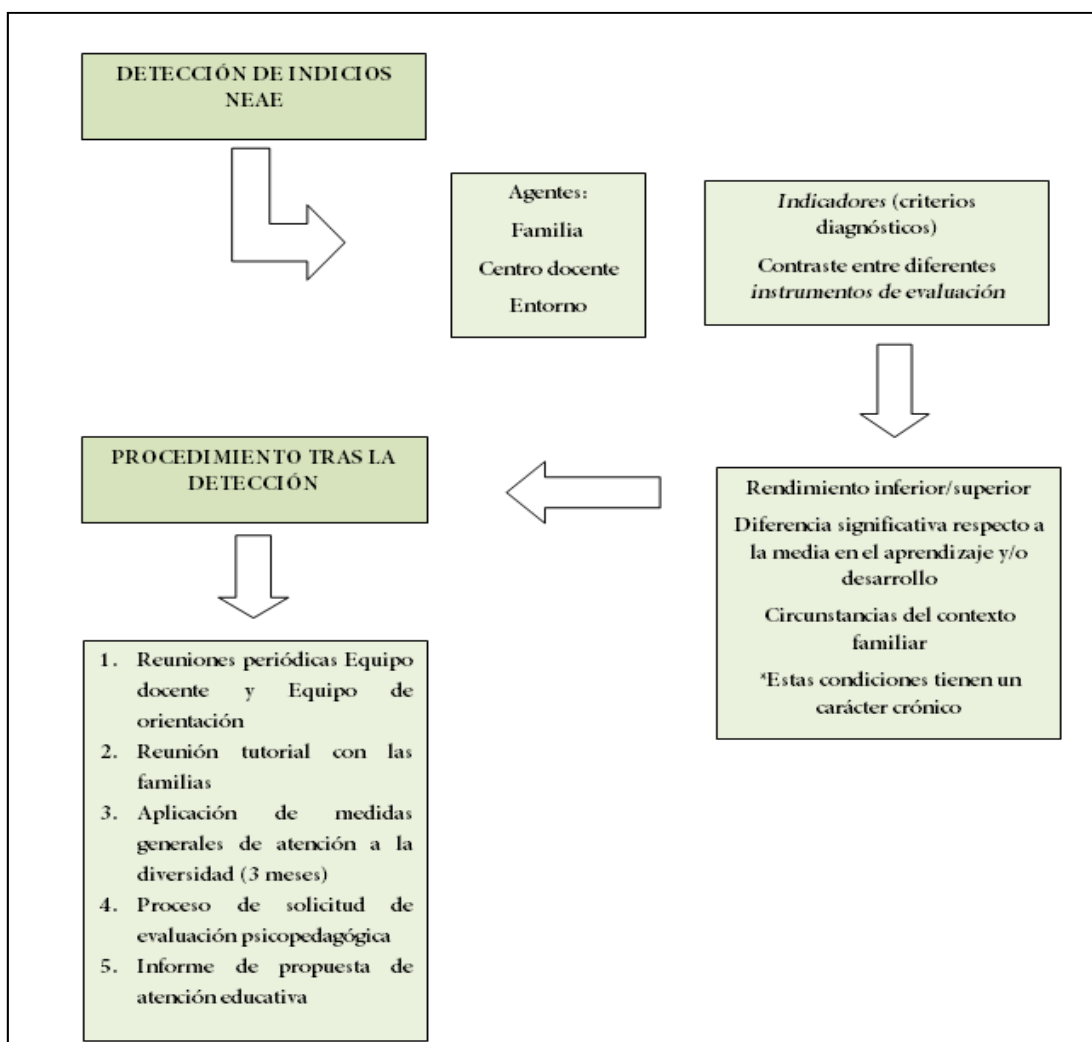 DETECCIÓN DE INDICIOS
NEAE
Agentes:
Familia
Centro docente
Entorno
Indicadores (criterios
diagnósticos)
Contraste entre diferentes
instrumentos de evaluación
Rendimiento inferior/superior
Diferencia significativa respecto a
la media en el aprendizaje y/o
desarrollo
Circunstancias del contexto
familiar
*Estas condiciones tienen un
carácter crónico
PROCEDIMIENTO TRAS LA
DETECCIÓN
1. Reuniones periódicas Equipo
docente y Equipo de
orientación
2. Reunión tutorial con las
familias
3. Aplicación de medidas
generales de atención a la
diversidad (3 meses)
4. Proceso de solicitud de
evaluación psicopedagógica
5. Informe de propuesta de
atención educativa